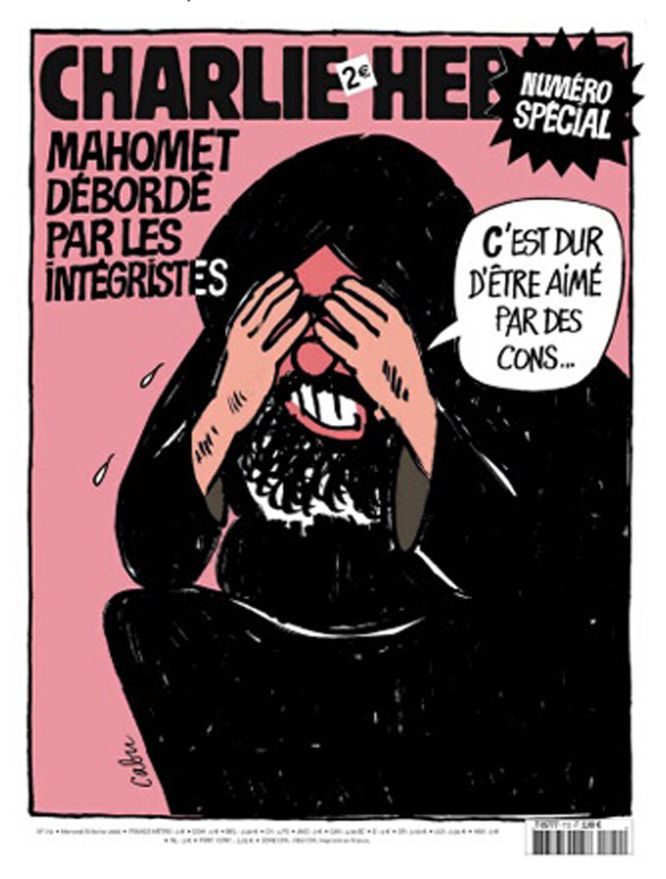 CHARLIE HEB
2€
NUMÉRO
SPÉCIAL
MAHOMET
DÉBORDÉ
PAR LES
INTÉGRISTES
C'EST DUR
D'ÊTRE AIMÉ
PAR DES
CONS...
cabu